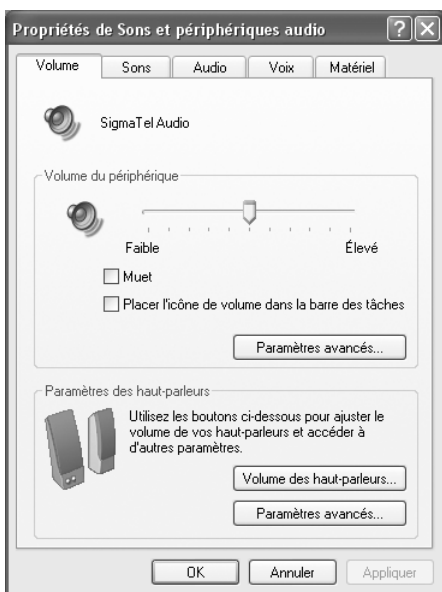 Propriétés de Sons et périphériques audio
Volume Sons Audio Voix Matériel
SigmaTel Audio
Volume du périphérique
Faible Élevé
Muet
Placer l'icône de volume dans la barre des tâches
Paramètres avancés...
Paramètres des haut-parleurs
Utilisez les boutons ci-dessous pour ajuster le
volume de vos haut-parleurs et accéder à
d'autres paramètres.
Volume des haut-parleurs...
Paramètres avancés...
OK Annuler Appliquer